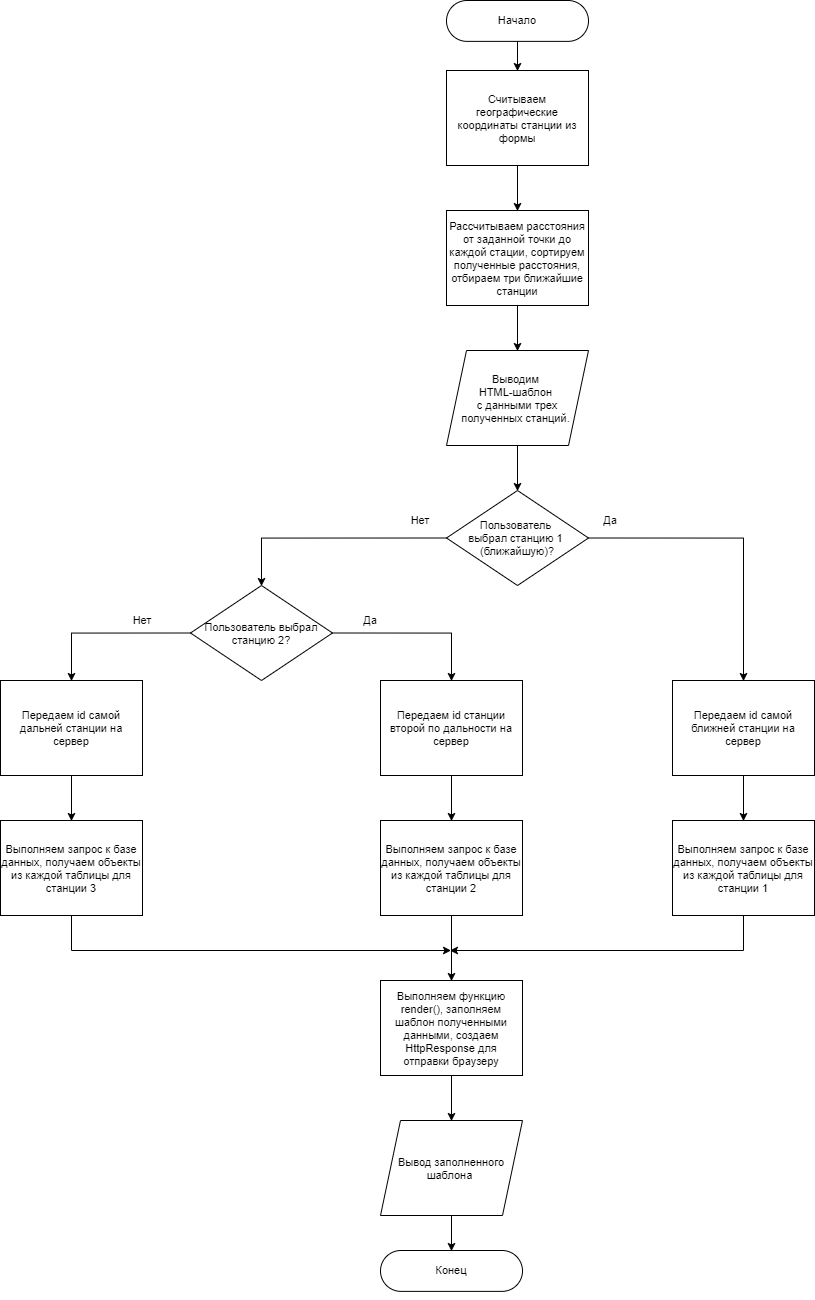 Начало
Считываем
географические
координаты станции из
формы
Рассчитываем расстояния
от заданной точки до
каждой стации, сортируем
полученные расстояния,
отбираем три ближайшие
станции
Выводим
HTML-шаблон
с данными трех
полученных станций.
Нет
Пользователь
выбрал станцию 1
(ближайшую)?
Да
Нет
Пользователь выбрал
станцию 2?
Да
Передаем id самой
дальней станции на
сервер
Передаем id станции
второй по дальности на
сервер
Передаем id самой
ближней станции на
сервер
Выполняем запрос к базе
данных, получаем объекты
из каждой таблицы для
станции 3
Выполняем запрос к базе
данных, получаем объекты
из каждой таблицы для
станции 2
Выполняем запрос к базе
данных, получаем объекты
из каждой таблицы для
станции 1
Выполняем функцию
render(), заполняем
шаблон полученными
данными, создаем
HttpResponse для
отправки браузеру
Вывод заполненного
шаблона
Конец